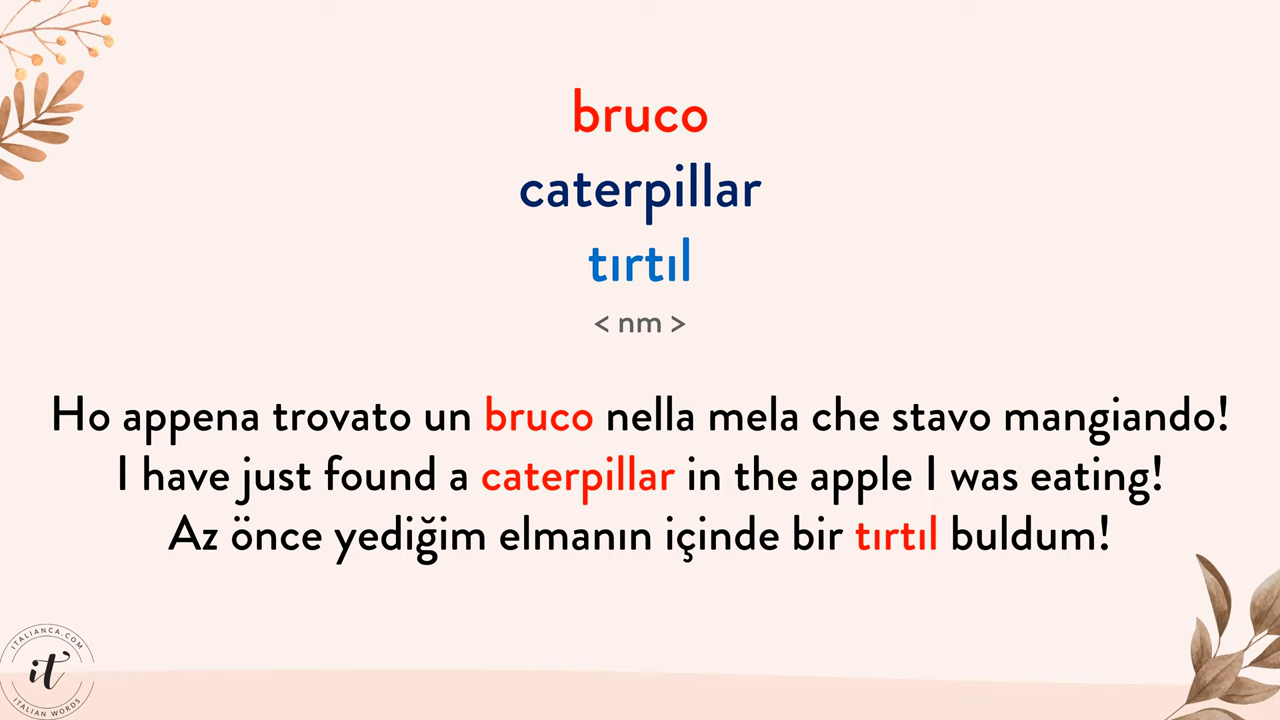 bruco
caterpillar
tırtıl
< nm >
Ho appena trovato un bruco nella mela che stavo mangiando!
I have just found a caterpillar in the apple I was eating!
Az önce yediğim elmanın içinde bir tırtıl buldum!
ITALIANCA.COM
it
ITALIAN WORDS